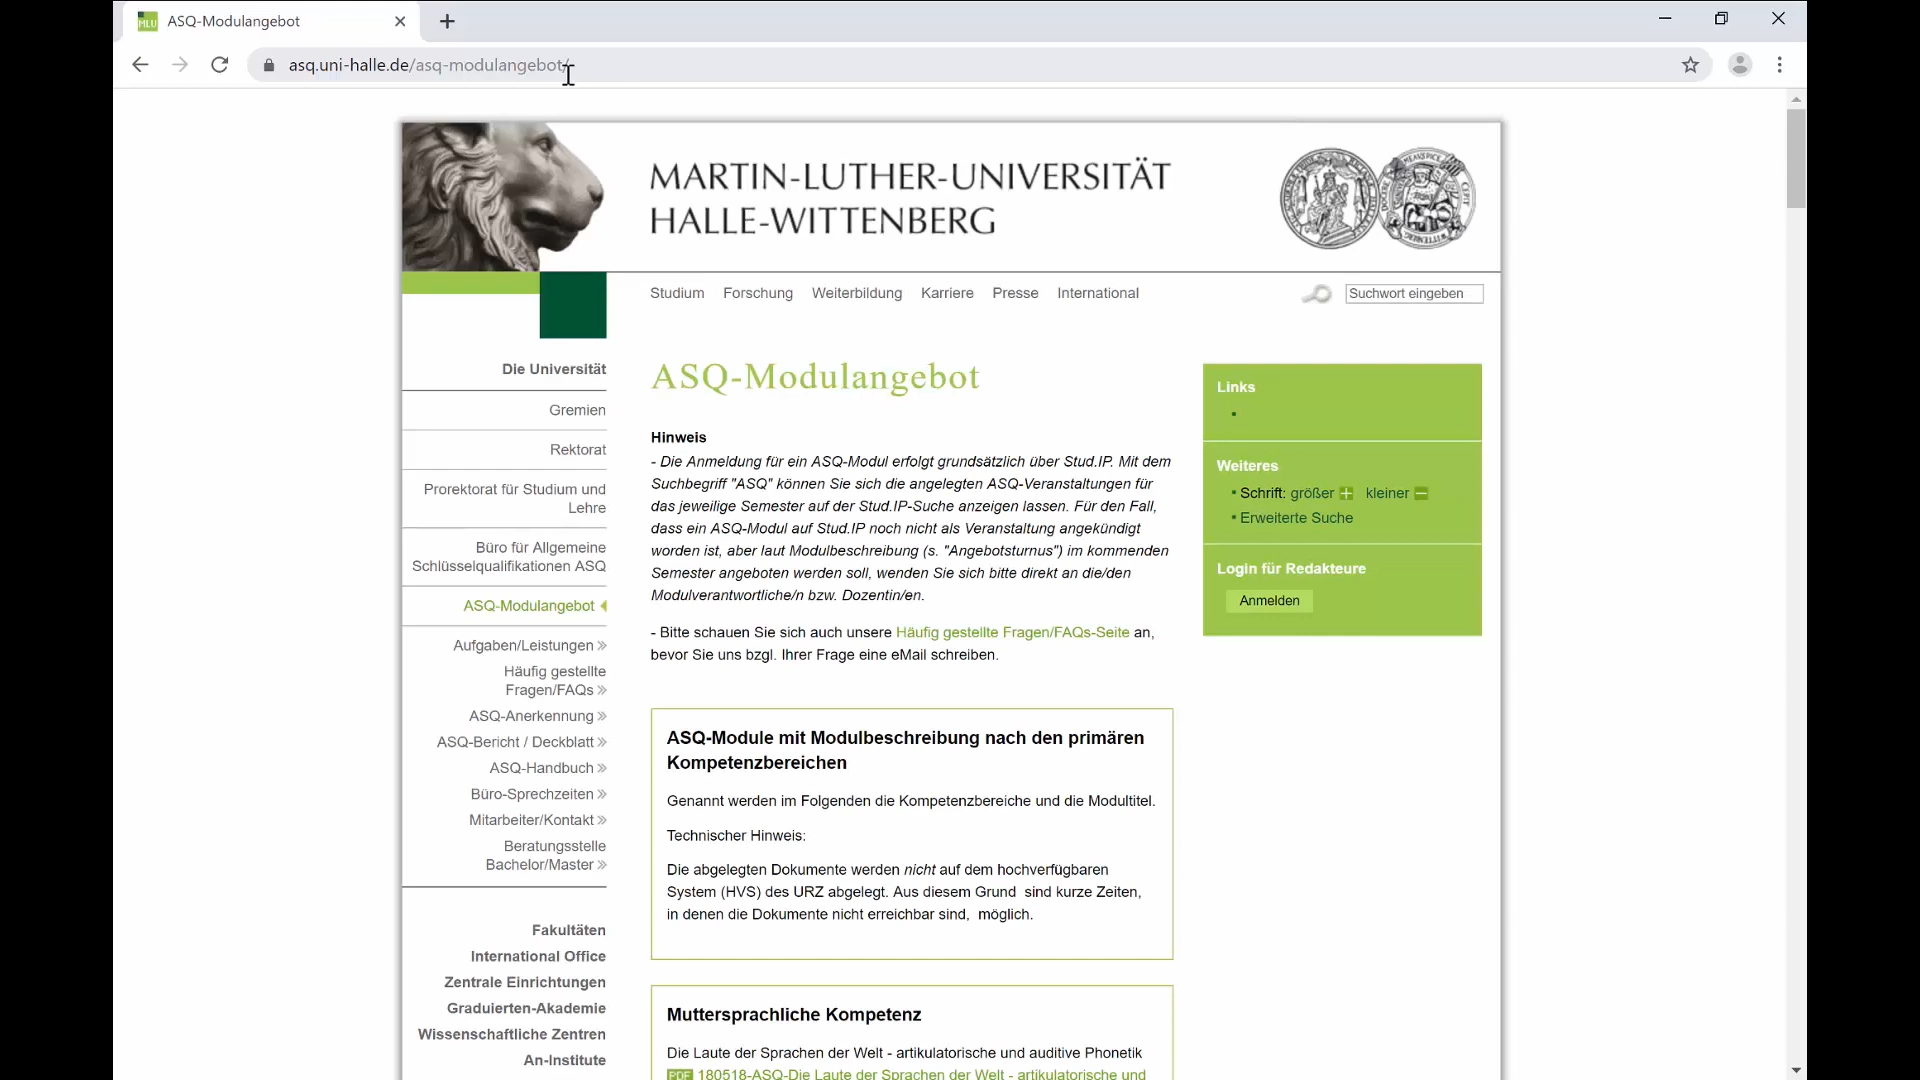 MLU ASQ-Modulangebot
asq.uni-halle.de/asq-modulangebot/
MARTIN-LUTHER-UNIVERSITÄT
HALLE-WITTENBERG
Studium Forschung Weiterbildung Karriere Presse International
Suchwort eingeben
Die Universität
Gremien
Rektorat
Prorektorat für Studium und
Lehre
Büro für Allgemeine
Schlüsselqualifikationen ASQ
ASQ-Modulangebot
Aufgaben/Leistungen »
Häufig gestellte
Fragen/FAQs »
ASQ-Anerkennung »
ASQ-Bericht / Deckblatt »
ASQ-Handbuch »
Büro-Sprechzeiten »
Mitarbeiter/Kontakt »
Beratungsstelle
Bachelor/Master »
Fakultäten
International Office
Zentrale Einrichtungen
Graduierten-Akademie
Wissenschaftliche Zentren
An-Institute
ASQ-Modulangebot
Hinweis
- Die Anmeldung für ein ASQ-Modul erfolgt grundsätzlich über Stud.IP. Mit dem
Suchbegriff "ASQ" können Sie sich die angelegten ASQ-Veranstaltungen für
das jeweilige Semester auf der Stud.IP-Suche anzeigen lassen. Für den Fall,
dass ein ASQ-Modul auf Stud.IP noch nicht als Veranstaltung angekündigt
worden ist, aber laut Modulbeschreibung (s. "Angebotsturnus") im kommenden
Semester angeboten werden soll, wenden Sie sich bitte direkt an die/den
Modulverantwortliche/n bzw. Dozentin/en.
- Bitte schauen Sie sich auch unsere Häufig gestellte Fragen/FAQs-Seite an,
bevor Sie uns bzgl. Ihrer Frage eine eMail schreiben.
ASQ-Module mit Modulbeschreibung nach den primären
Kompetenzbereichen
Genannt werden im Folgenden die Kompetenzbereiche und die Modultitel.
Technischer Hinweis:
Die abgelegten Dokumente werden nicht auf dem hochverfügbaren
System (HVS) des URZ abgelegt. Aus diesem Grund sind kurze Zeiten,
in denen die Dokumente nicht erreichbar sind, möglich.
Muttersprachliche Kompetenz
Die Laute der Sprachen der Welt - artikulatorische und auditive Phonetik
PDF 180518-ASQ-Die Laute der Sprachen der Welt - artikulatorische und
Links
Weiteres
Schrift: größer kleiner
Erweiterte Suche
Login für Redakteure
Anmelden